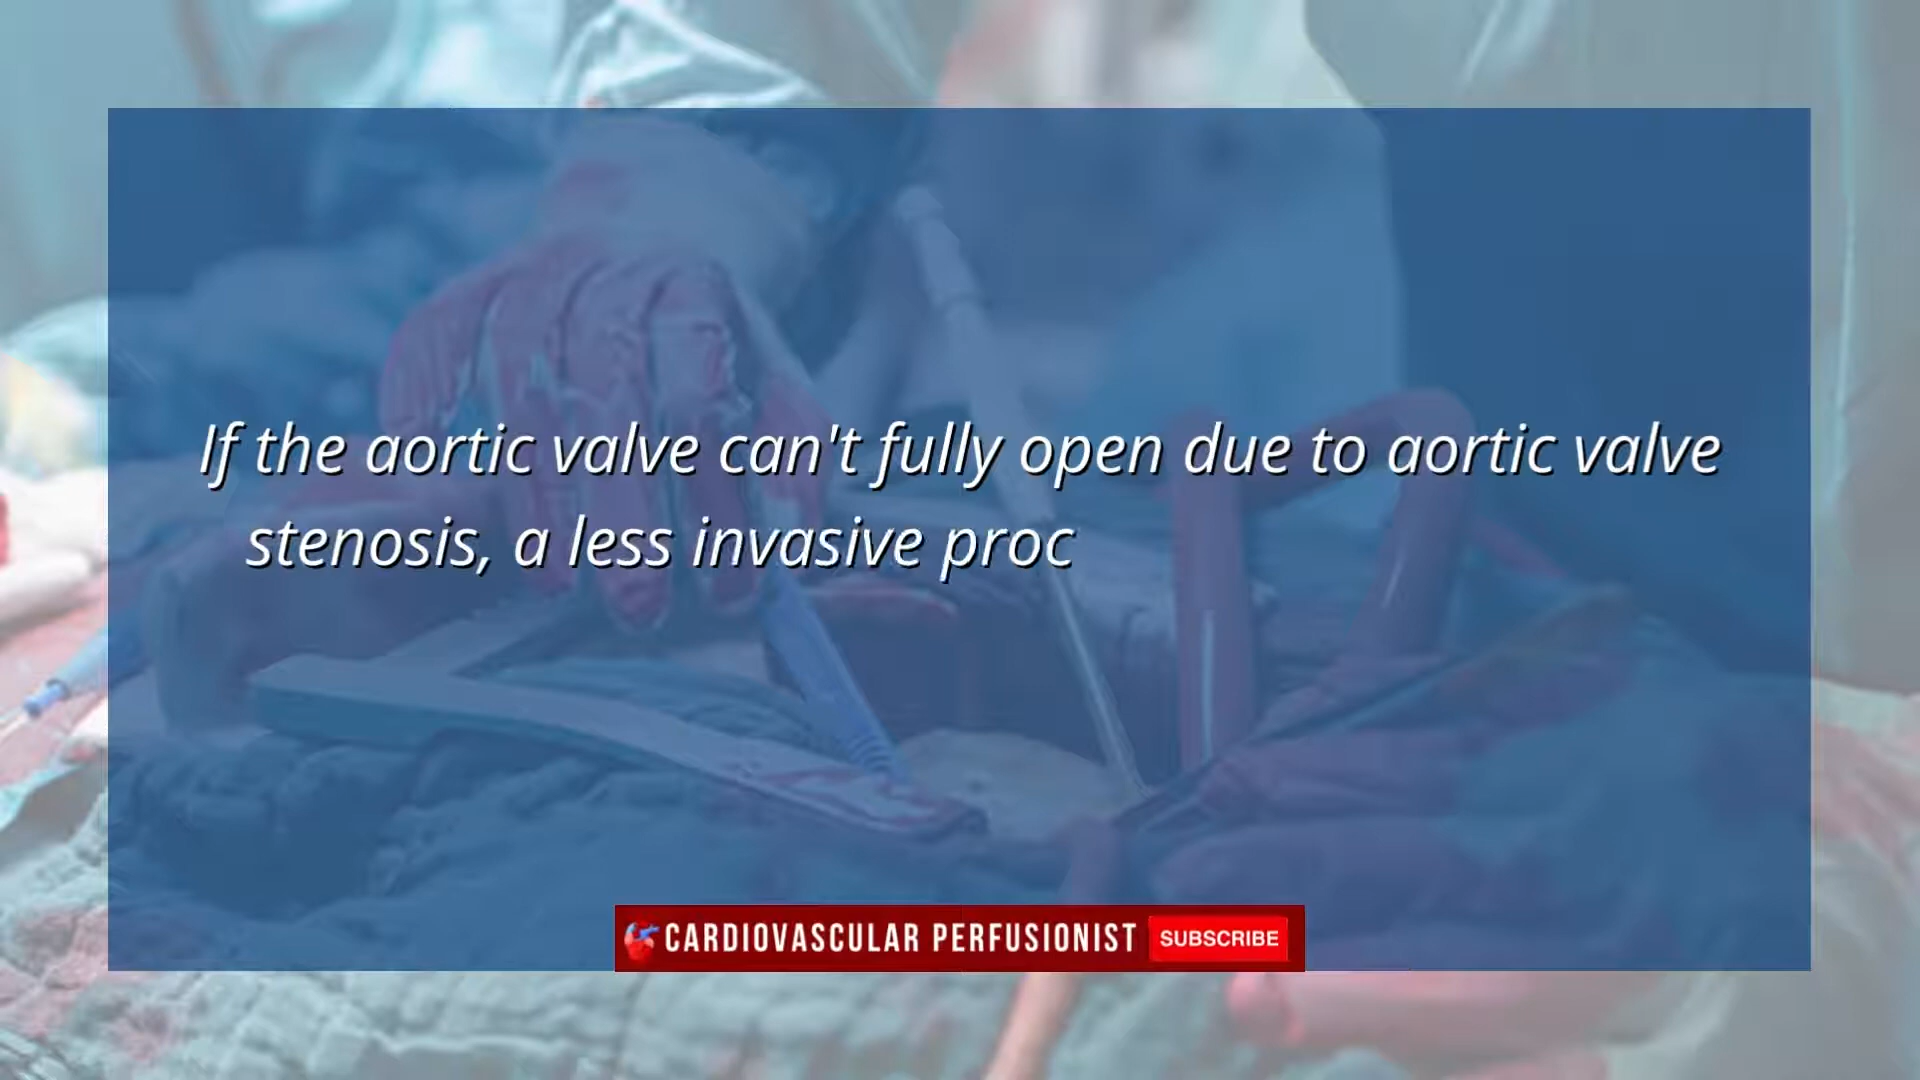 If the aortic valve can't fully open due to aortic valve
stenosis, a less invasive proc
CARDIOVASCULAR PERFUSIONIST SUBSCRIBE